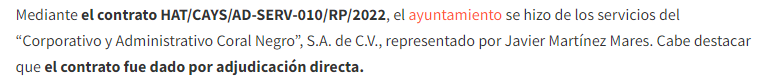 Mediante el contrato HAT/CAYS/AD-SERV-010/RP/2022, el ayuntamiento se hizo de los servicios del
“Corporativo y Administrativo Coral Negro”, S.A. de C.V., representado por Javier Martínez Mares. Cabe destacar
que el contrato fue dado por adjudicación directa.